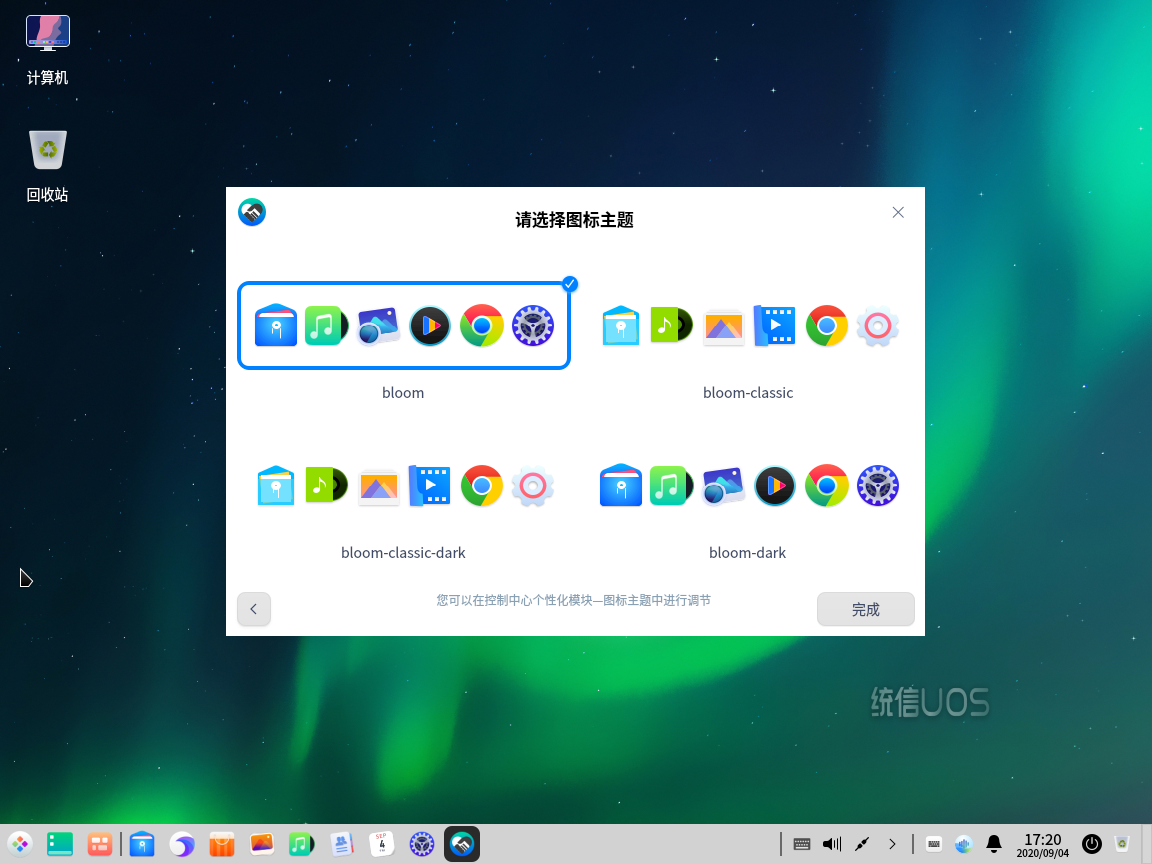 计算机
回收站
请选择图标主题
bloom
bloom-classic
bloom-classic-dark
bloom-dark
您可以在控制中心个性化模块—图标主题中进行调节
完成
统信UOS
SEP
4
17:20
2020/09/04